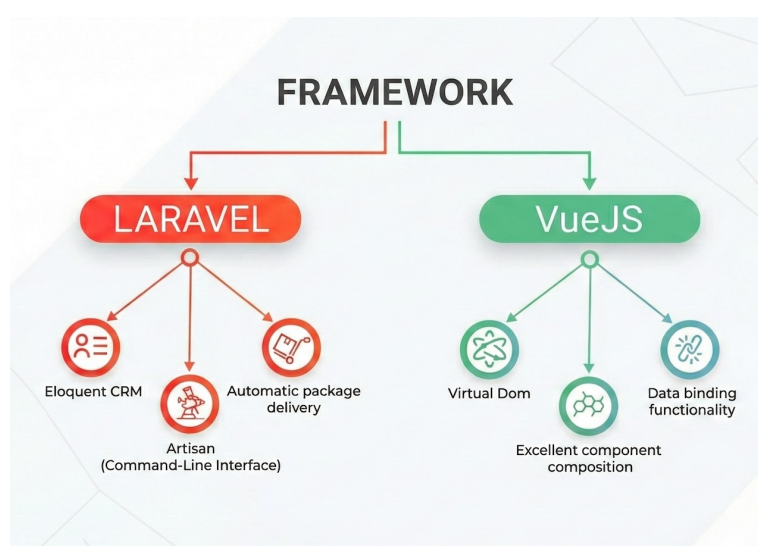 FRAMEWORK
LARAVEL
VueJS
Eloquent CRM
Automatic package
delivery
Artisan
(Command-Line Interface)
Virtual Dom
Data binding
functionality
Excellent component
composition